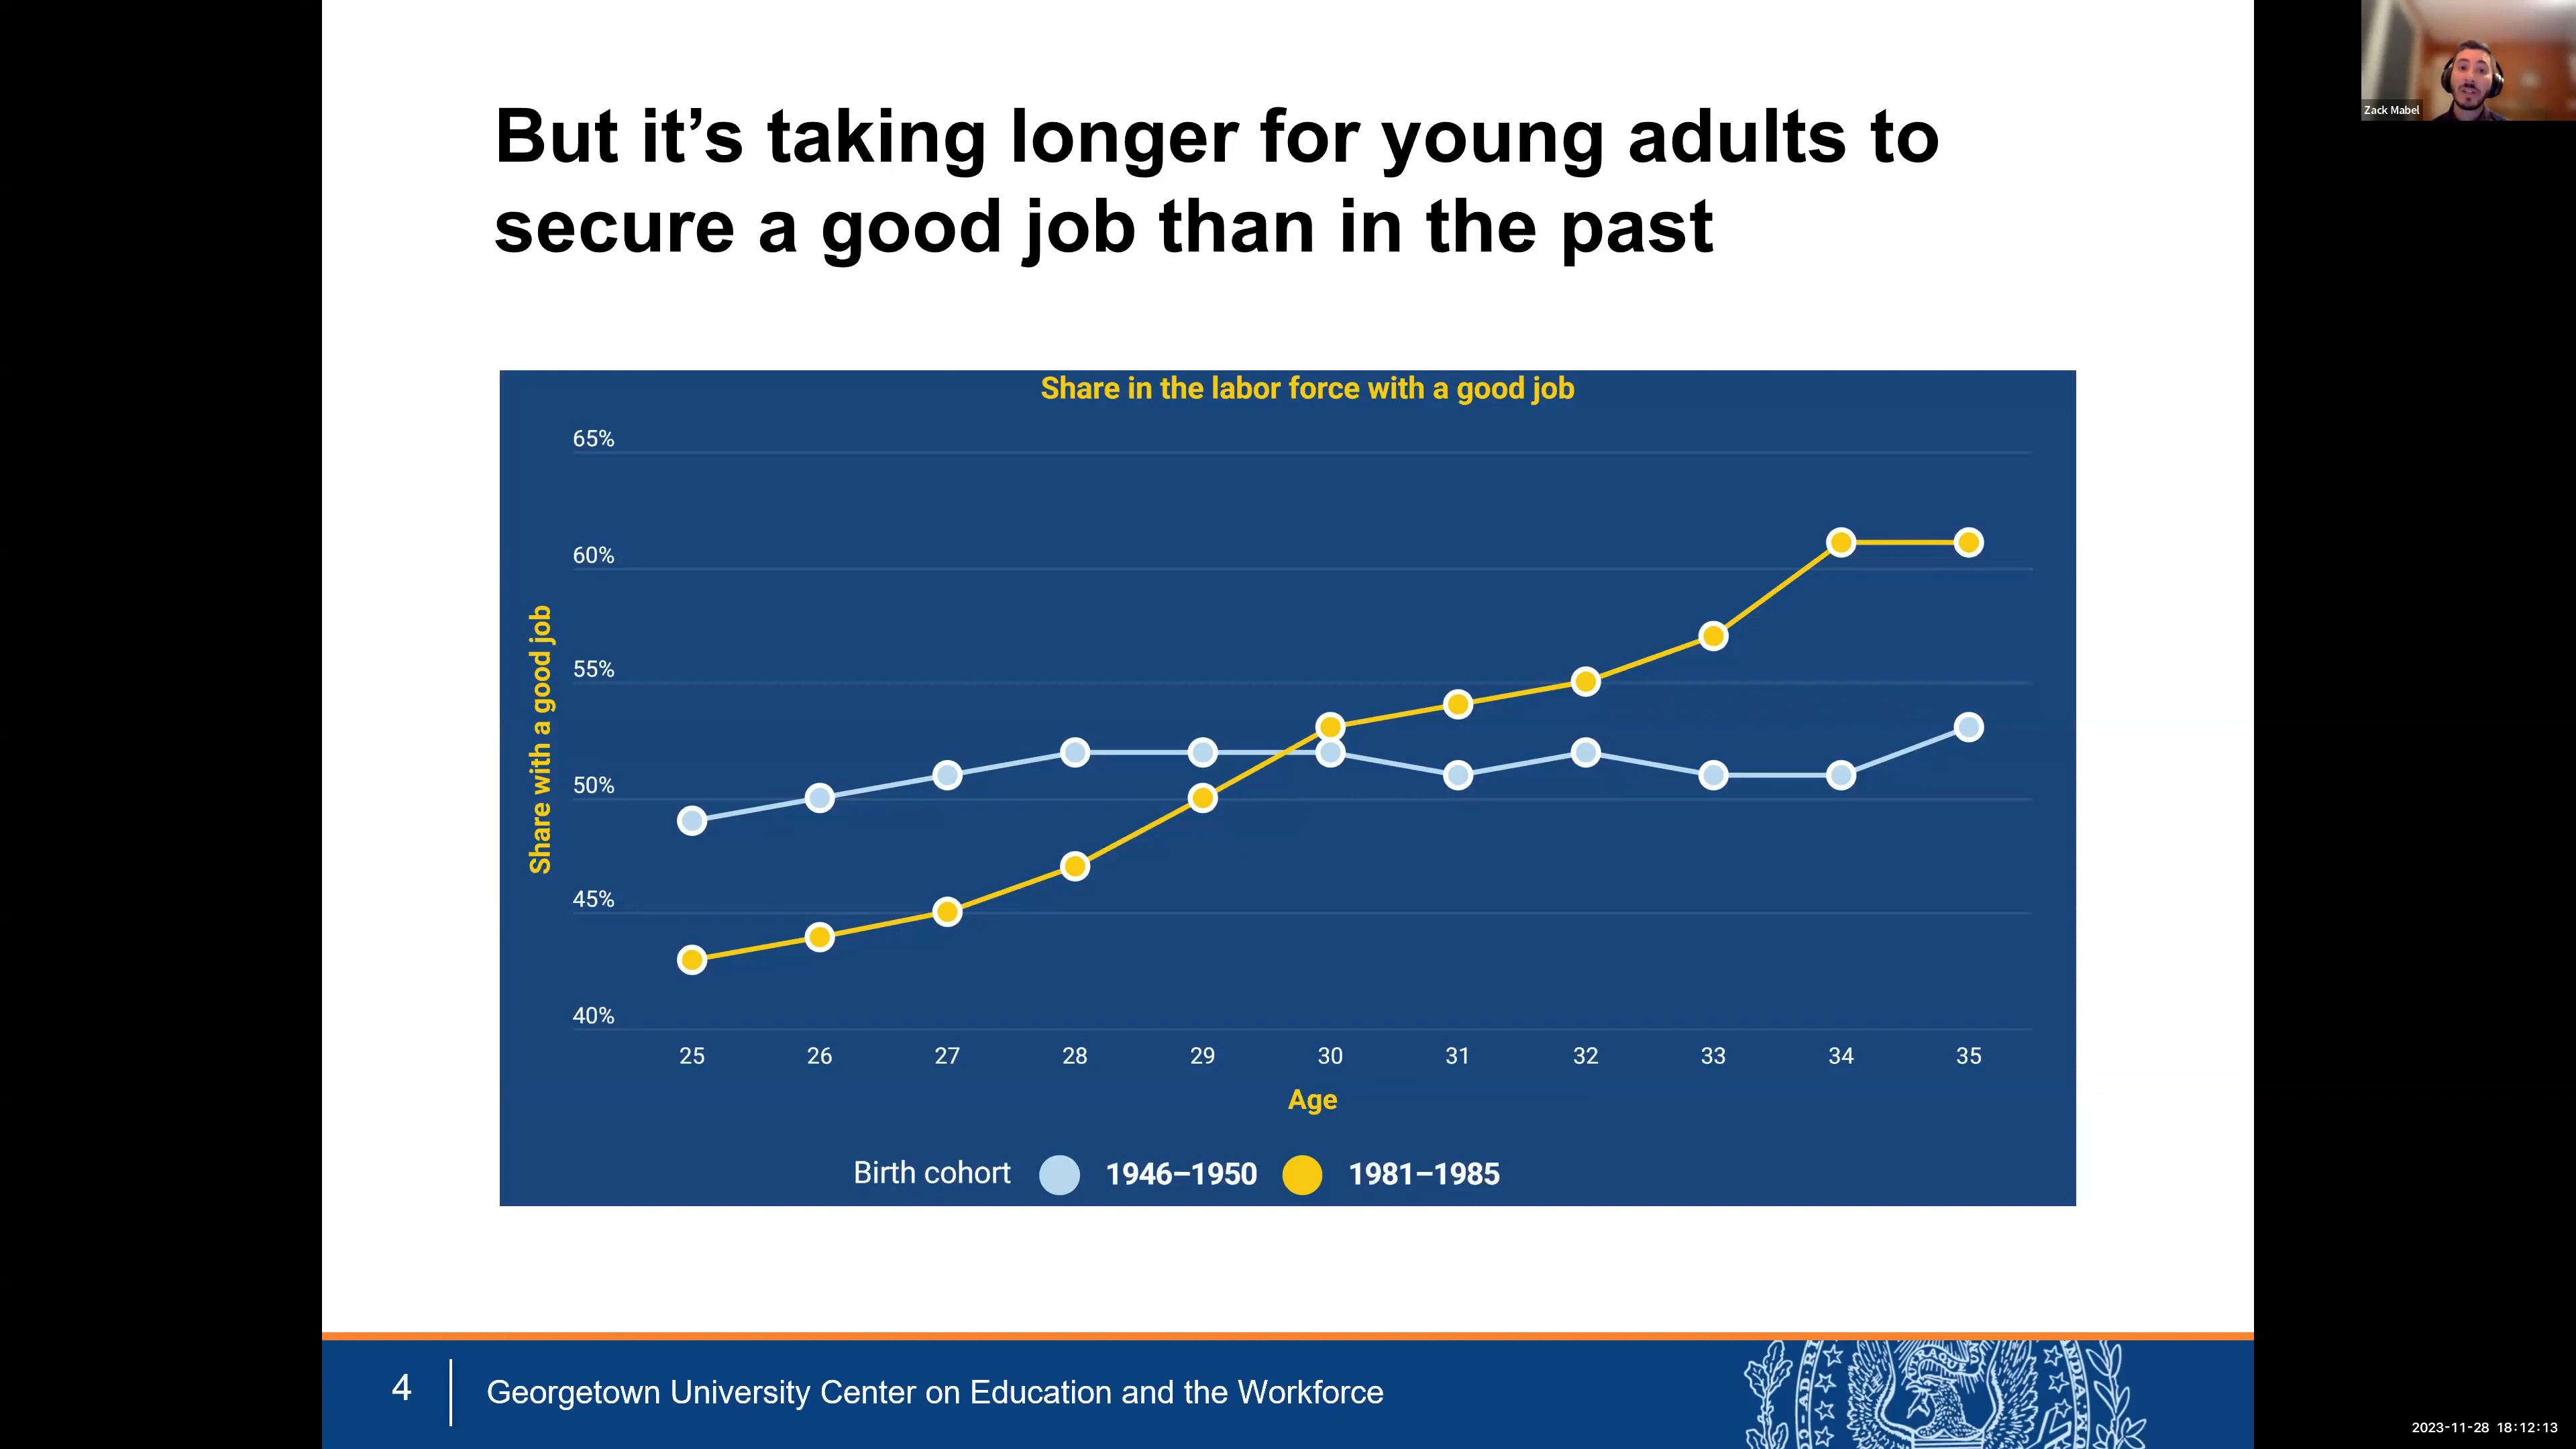 But it’s taking longer for young adults to
secure a good job than in the past
Zack Mabel
Share in the labor force with a good job
Share with a good job
65%
60%
55%
50%
45%
40%
25 26 27 28 29 30 31 32 33 34 35
Age
Birth cohort 1946–1950 1981–1985
4 Georgetown University Center on Education and the Workforce
2023-11-28 18:12:13